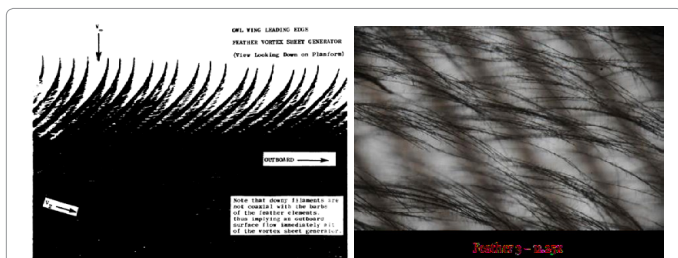 V∞
OWL WING LEADING EDGE
FEATHER VORTEX SHEET GENERATOR
(View Looking Down on Planform)
OUTBOARD
Note that downy filaments are
not coaxial with the barbs
of the feather elements,
thus implying an outboard
surface flow immediately
of the vortex sheet generator.
Feather 3 -